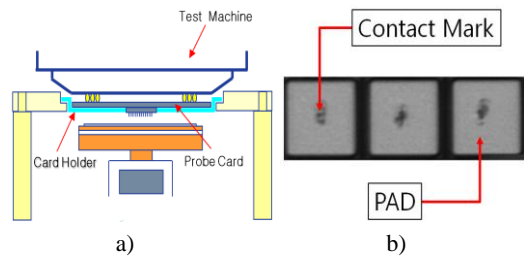 Test Machine
Card Holder
Probe Card
a)
Contact Mark
PAD
b)